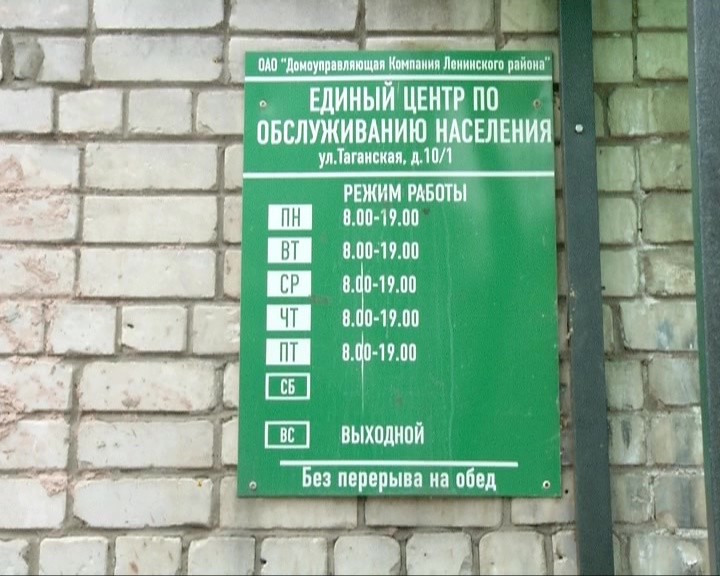 ОАО "Домоуправляющая Компания Ленинского района"
ЕДИНЫЙ ЦЕНТР ПО
ОБСЛУЖИВАНИЮ НАСЕЛЕНИЯ
ул.Таганская, д.10/1
РЕЖИМ РАБОТЫ
ПН 8.00-19.00
ВТ 8.00-19.00
СР 8.00-19.00
ЧТ 8.00-19.00
ПТ 8.00-19.00
СБ
ВС ВЫХОДНОЙ
Без перерыва на обед